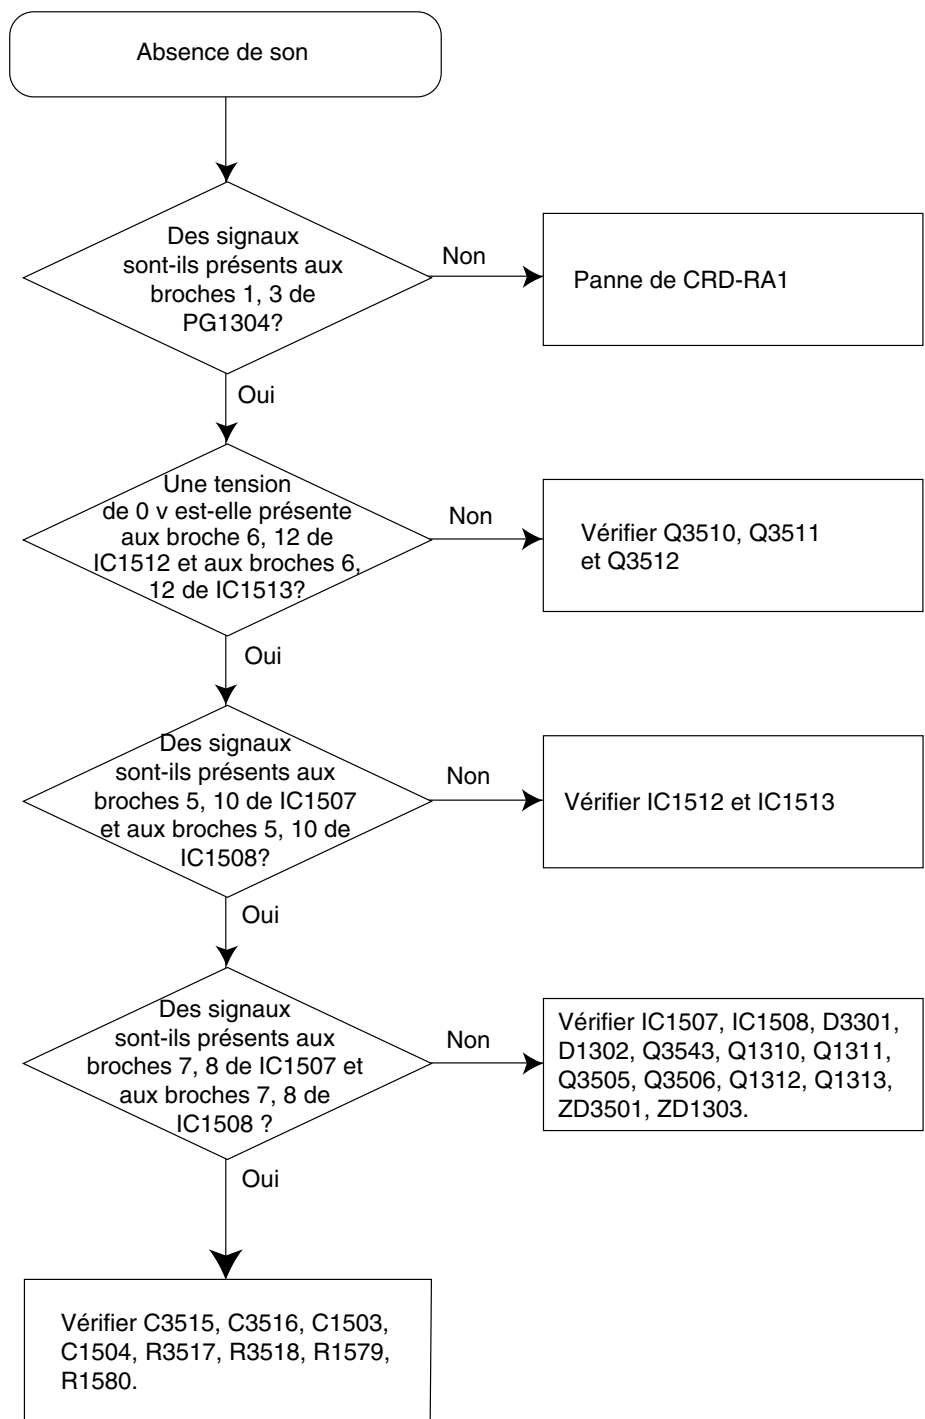 Absence de son
Des signaux
sont-ils présents aux
broches 1, 3 de
PG1304?
Non
Panne de CRD-RA1
Oui
Une tension
de 0 v est-elle présente
aux broche 6, 12 de
IC1512 et aux broches 6,
12 de IC1513?
Non
Vérifier Q3510, Q3511
et Q3512
Oui
Des signaux
sont-ils présents aux
broches 5, 10 de IC1507
et aux broches 5, 10 de
IC1508?
Non
Vérifier IC1512 et IC1513
Oui
Des signaux
sont-ils présents aux
broches 7, 8 de IC1507 et
aux broches 7, 8 de
IC1508 ?
Non
Vérifier IC1507, IC1508, D3301,
D1302, Q3543, Q1310, Q1311,
Q3505, Q3506, Q1312, Q1313,
ZD3501, ZD1303.
Oui
Vérifier C3515, C3516, C1503,
C1504, R3517, R3518, R1579,
R1580.